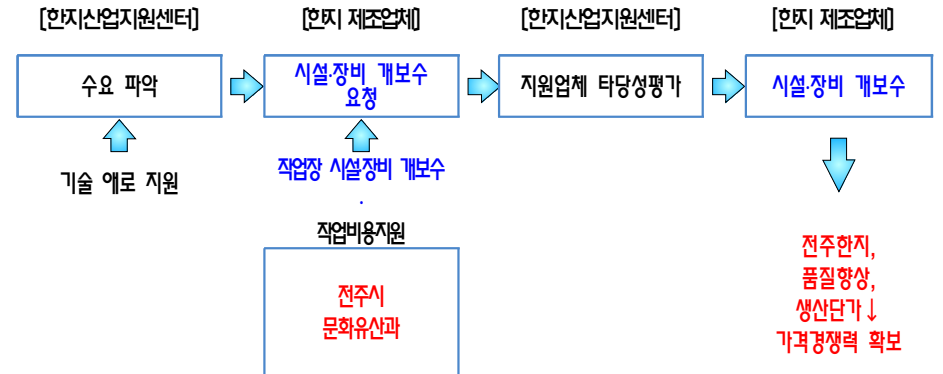 [한지산업지원센터] [한지 제조업체] [한지산업지원센터] [한지 제조업체]
수요 파악
시설·장비 개보수
요청
지원업체 타당성평가
시설·장비 개보수
기술 애로 지원
작업장 시설장비 개보수
.
작업비용지원
전주시
문화유산과
전주한지,
품질향상,
생산단가↓
가격경쟁력 확보